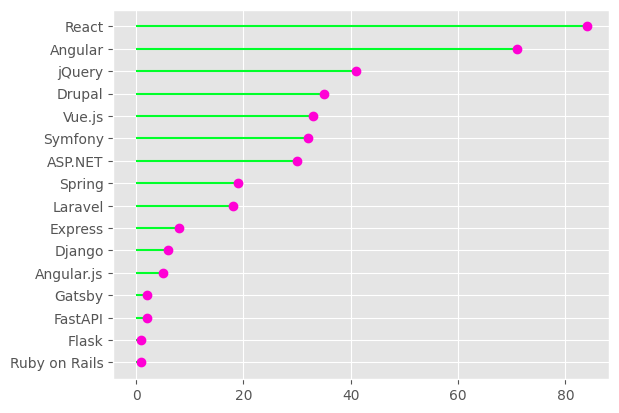 React
Angular
jQuery
Drupal
Vue.js
Symfony
ASP.NET
Spring
Laravel
Express
Django
Angular.js
Gatsby
FastAPI
Flask
Ruby on Rails
0 20 40 60 80